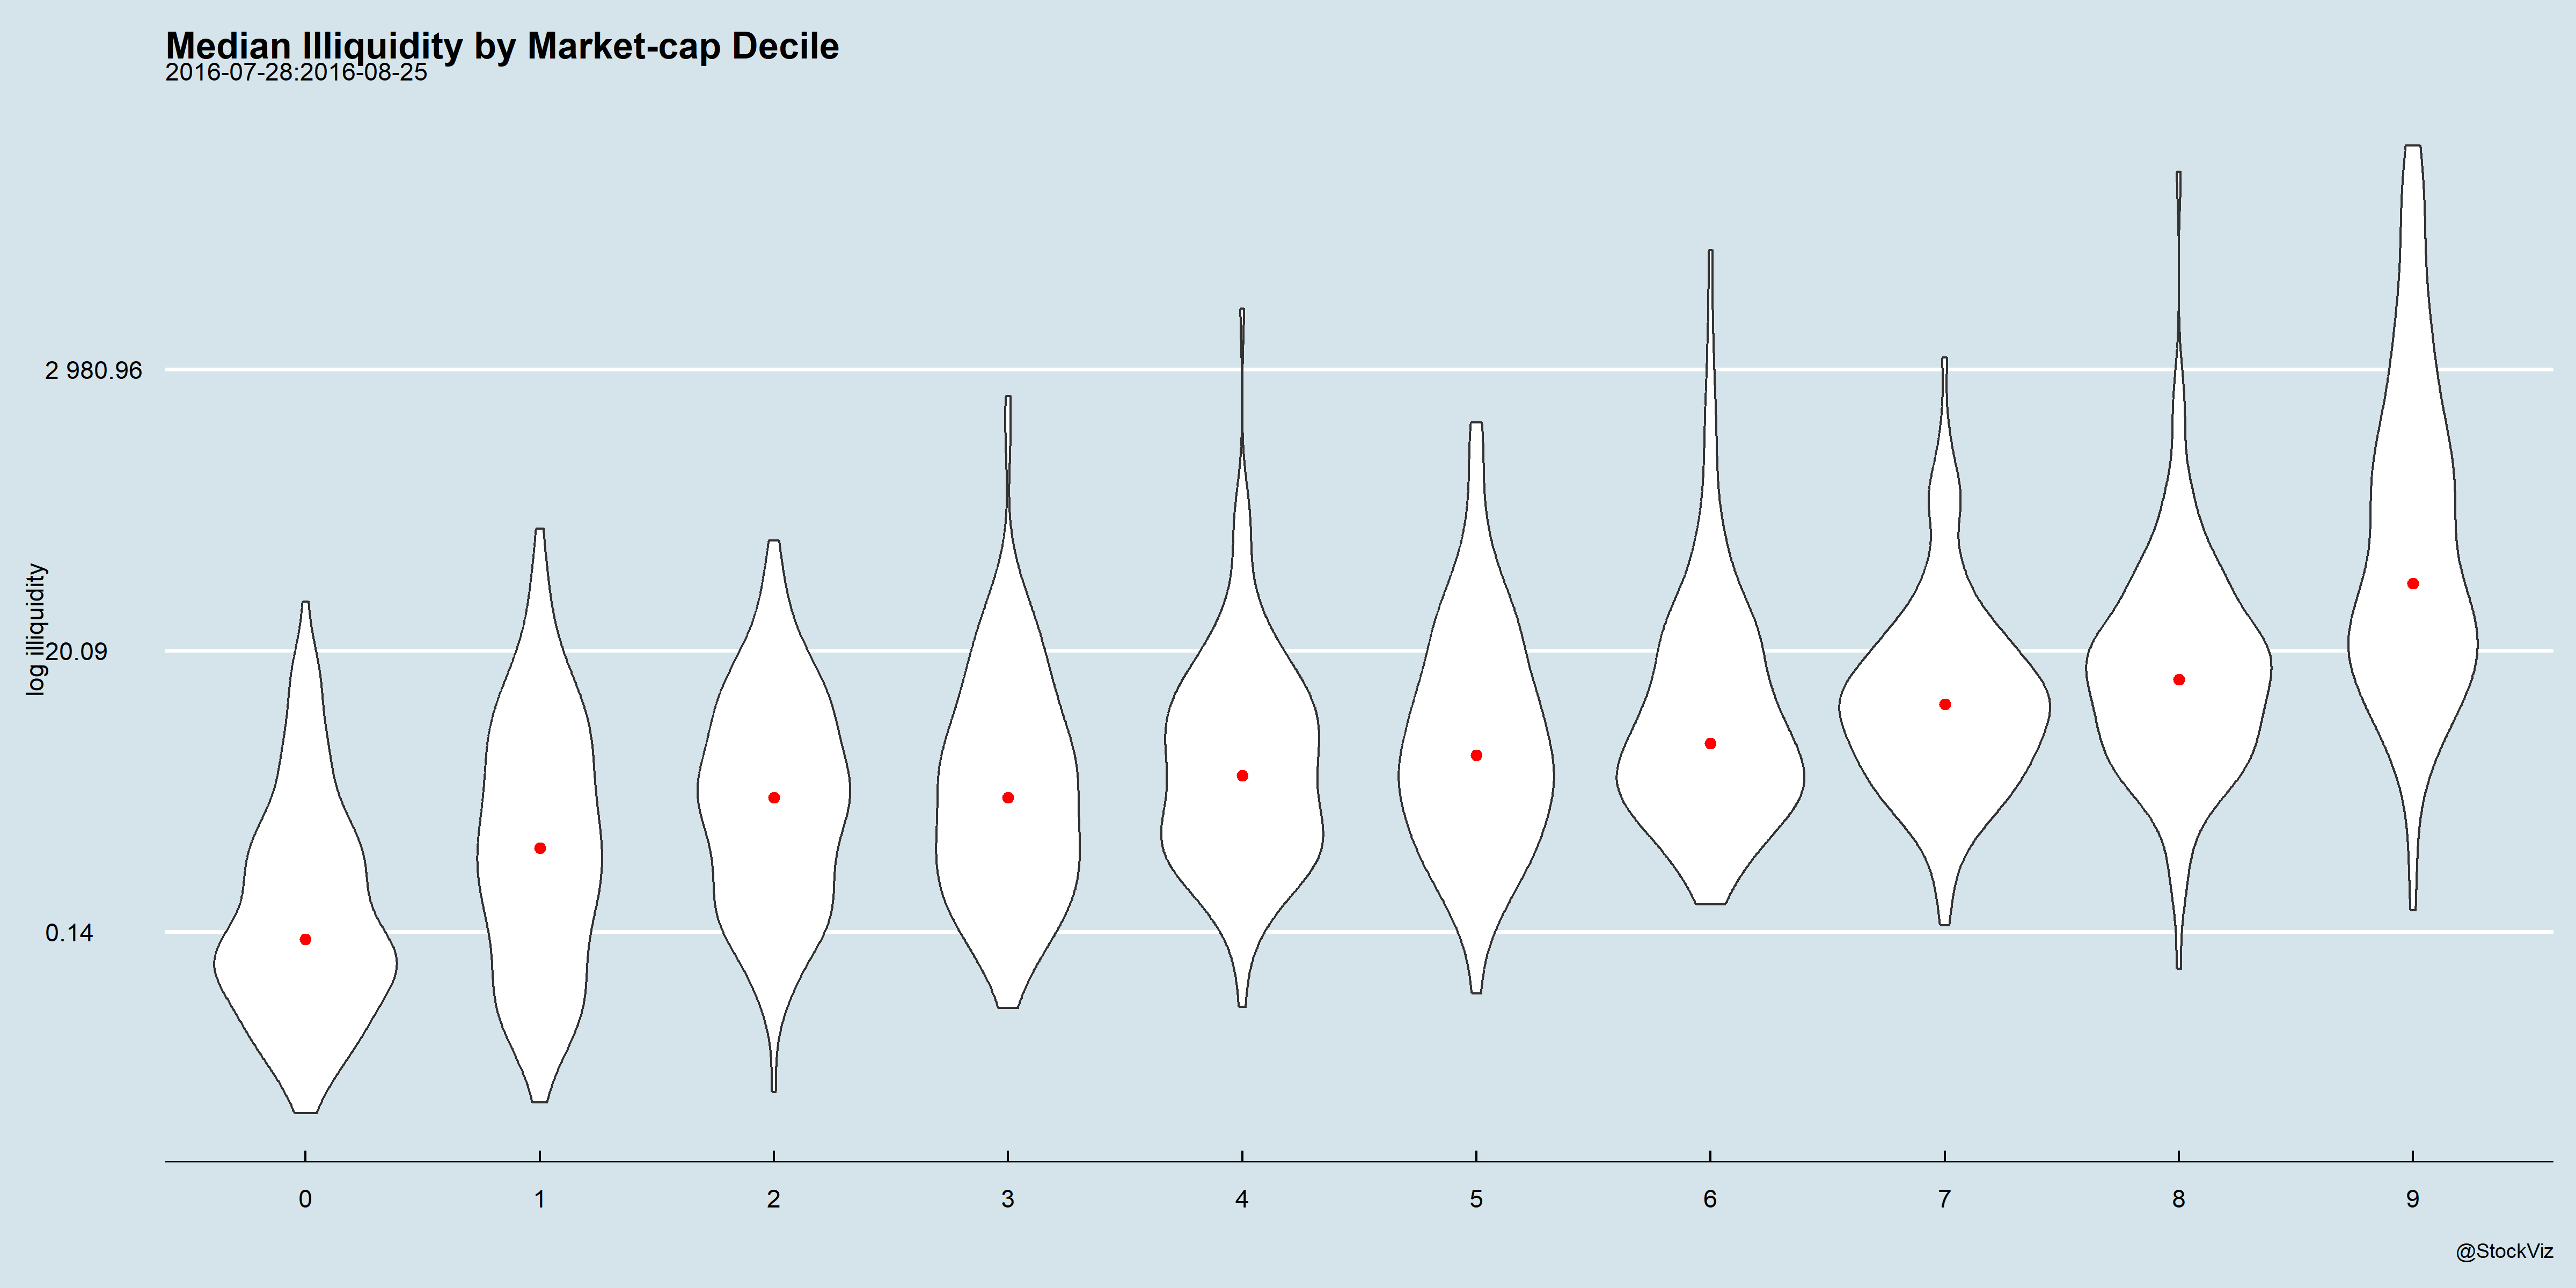 Median Illiquidity by Market-cap Decile
2016-07-28:2016-08-25
log illiquidity
2 980.96
20.09
0.14
0 1 2 3 4 5 6 7 8 9
@StockViz